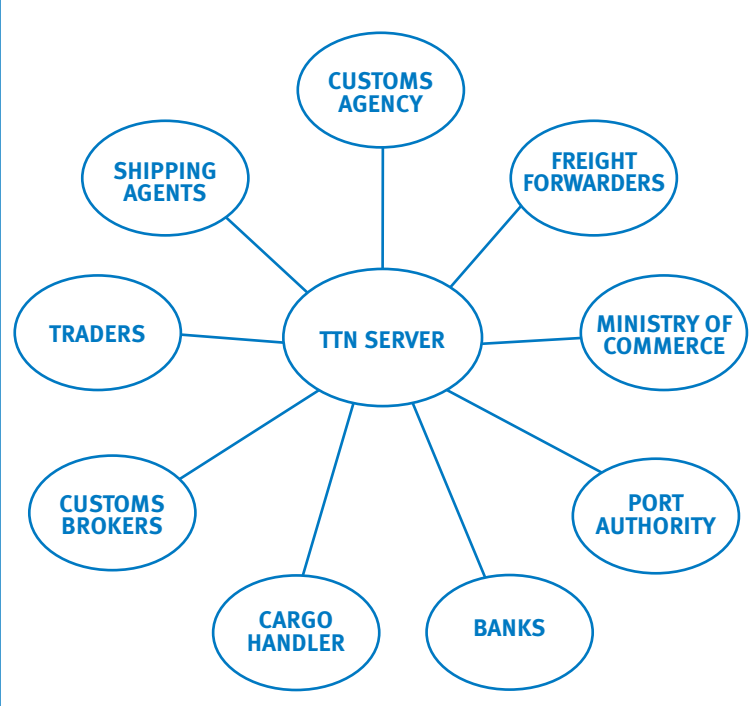 CUSTOMS
AGENCY
SHIPPING
AGENTS
FREIGHT
FORWARDERS
TRADERS
TTN SERVER
MINISTRY OF
COMMERCE
CUSTOMS
BROKERS
PORT
AUTHORITY
CARGO
HANDLER
BANKS